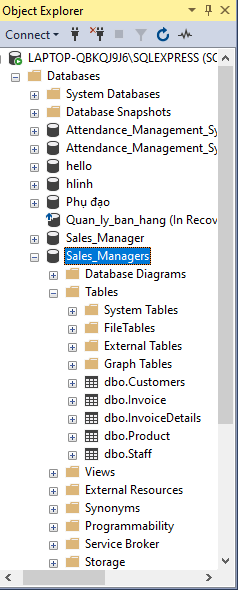 Object Explorer
Connect
LAPTOP-QBKQJ9J6\SQLEXPRESS (SQ
Databases
System Databases
Database Snapshots
Attendance_Management_Sy
Attendance_Management_Sy
hello
hlinh
Phụ đạo
Quan_ly_ban_hang (In Recov
Sales_Manager
Sales_Managers
Database Diagrams
Tables
System Tables
FileTables
External Tables
Graph Tables
dbo.Customers
dbo.Invoice
dbo.InvoiceDetails
dbo.Product
dbo.Staff
Views
External Resources
Synonyms
Programmability
Service Broker
Storage